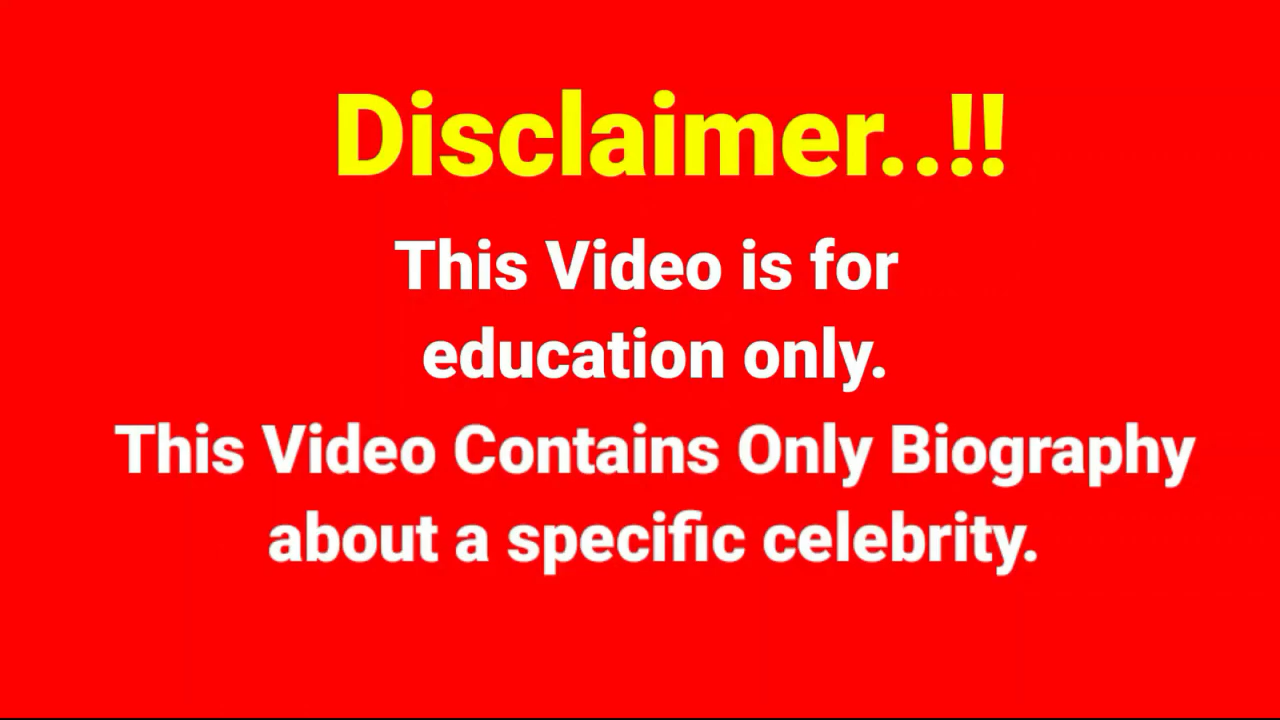 Disclaimer..!!
This Video is for
education only.
This Video Contains Only Biography
about a specific celebrity.